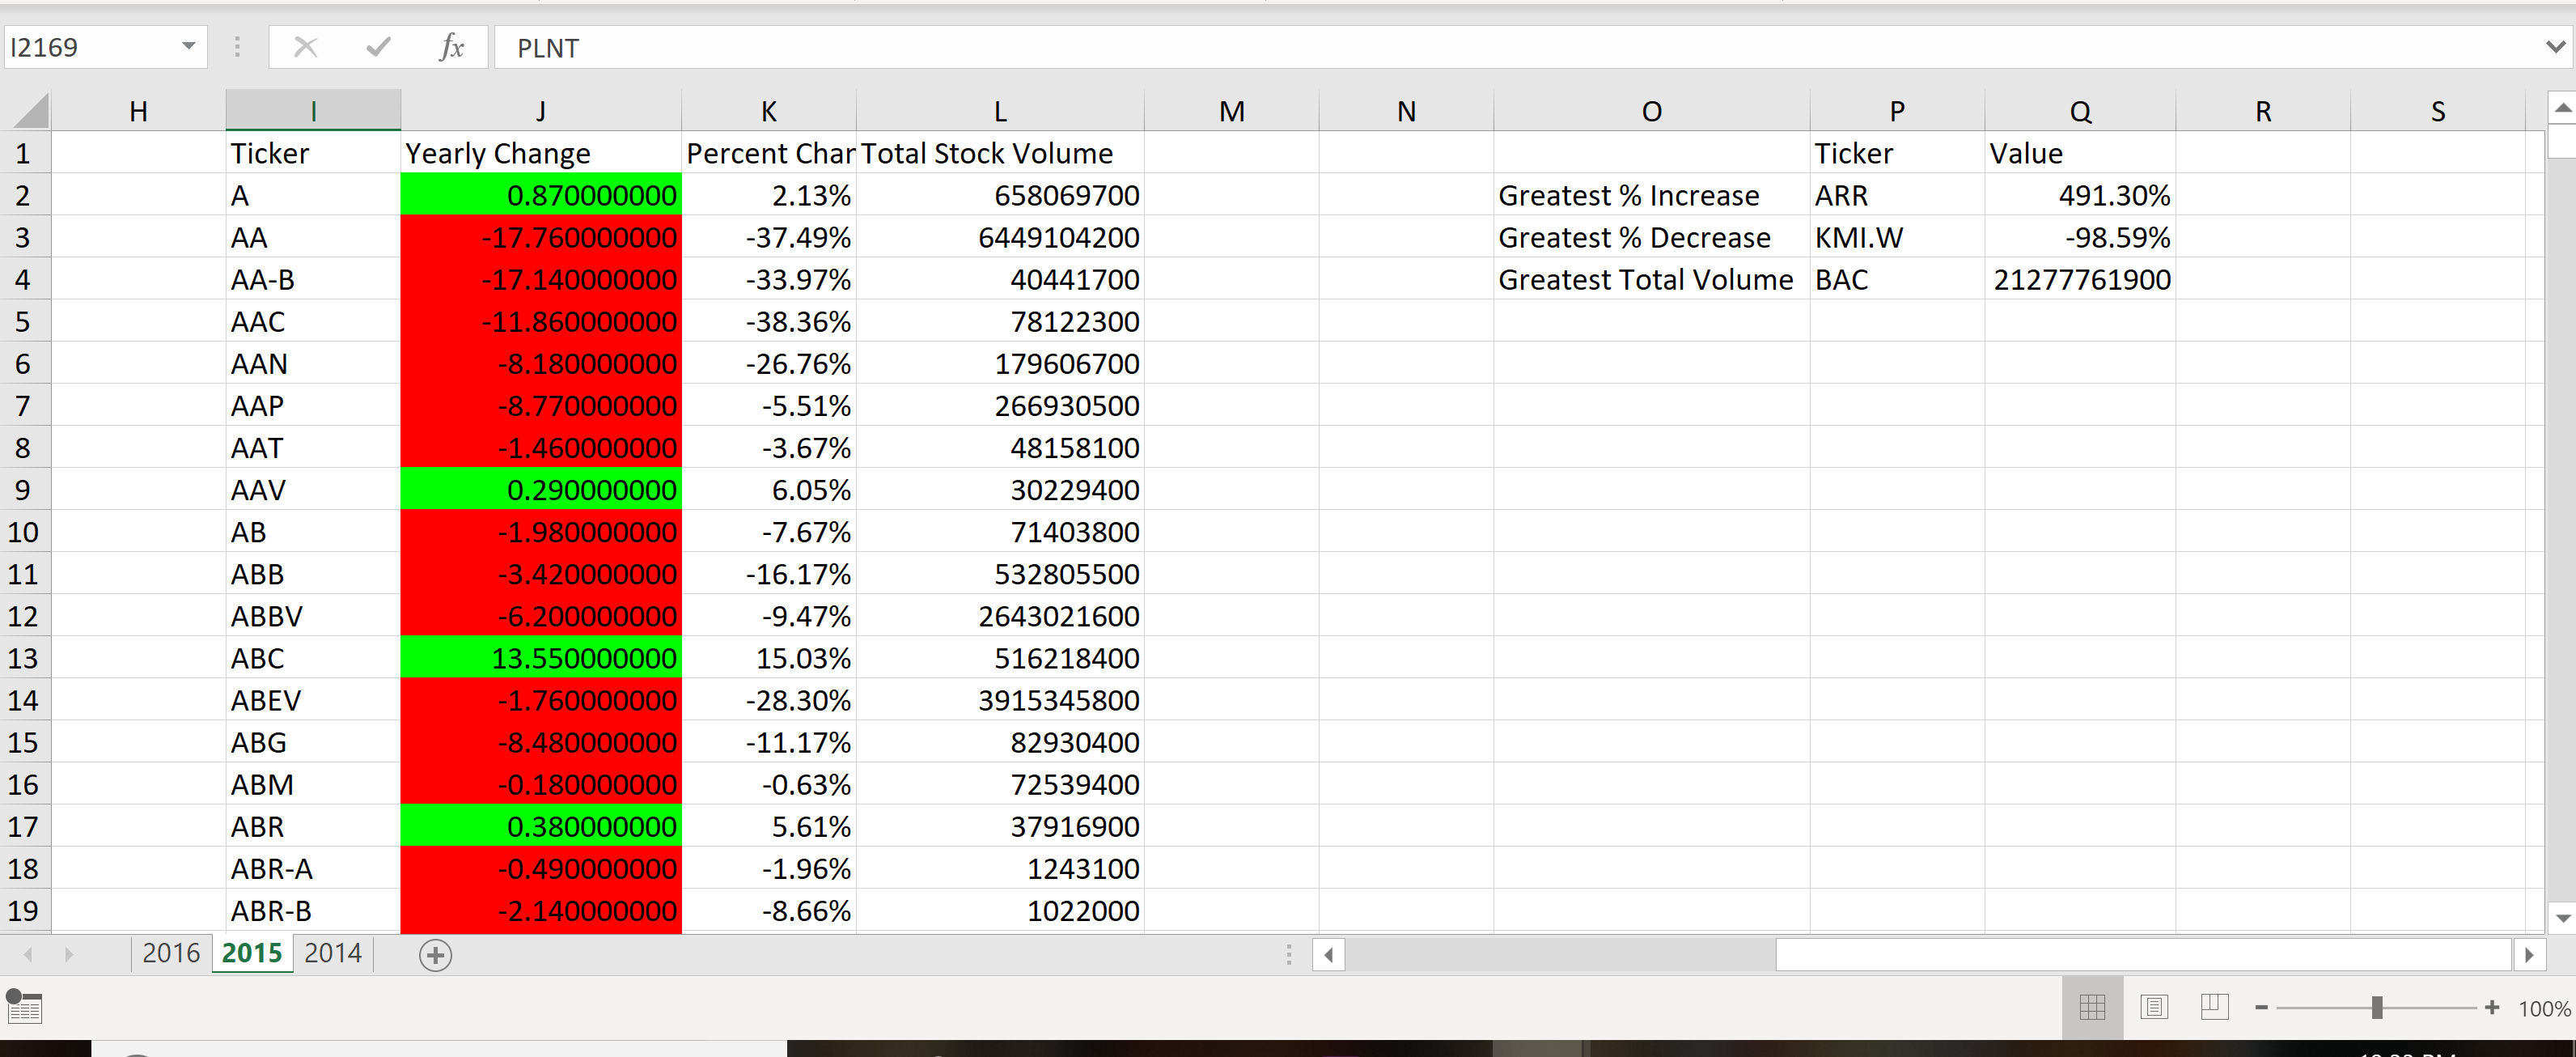 I2169 fx PLNT
H I J K L M N O P Q R S
1 Ticker Yearly Change Percent Char Total Stock Volume Ticker Value
2 A 0.870000000 2.13% 658069700 Greatest % Increase ARR 491.30%
3 AA -17.760000000 -37.49% 6449104200 Greatest % Decrease KMI.W -98.59%
4 AA-B -17.140000000 -33.97% 40441700 Greatest Total Volume BAC 21277761900
5 AAC -11.860000000 -38.36% 78122300
6 AAN -8.180000000 -26.76% 179606700
7 AAP -8.770000000 -5.51% 266930500
8 AAT -1.460000000 -3.67% 48158100
9 AAV 0.290000000 6.05% 30229400
10 AB -1.980000000 -7.67% 71403800
11 ABB -3.420000000 -16.17% 532805500
12 ABBV -6.200000000 -9.47% 2643021600
13 ABC 13.550000000 15.03% 516218400
14 ABEV -1.760000000 -28.30% 3915345800
15 ABG -8.480000000 -11.17% 82930400
16 ABM -0.180000000 -0.63% 72539400
17 ABR 0.380000000 5.61% 37916900
18 ABR-A -0.490000000 -1.96% 1243100
19 ABR-B -2.140000000 -8.66% 1022000
2016 2015 2014
100%